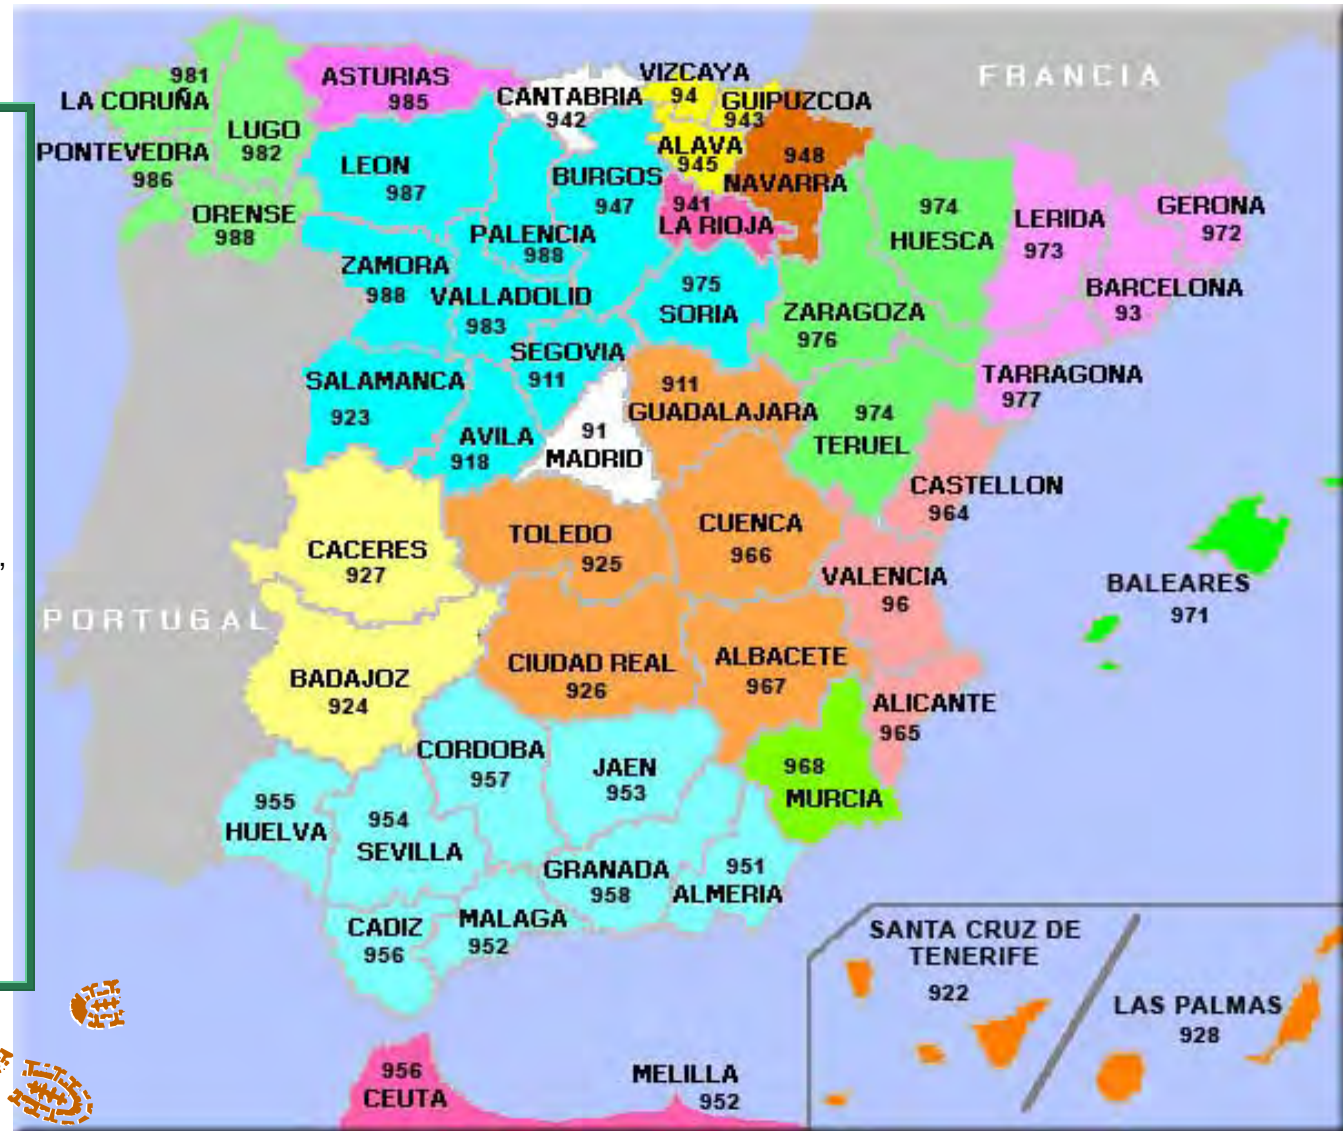 FRANCIA
981
LA CORUÑA
ASTURIAS
985
CANTABRIA
942
VIZCAYA
94
GUIPUZCOA
943
LUGO
982
PONTEVEDRA
986
LEON
987
ALAVA
945
948
NAVARRA
BURGOS
947
941
LA RIOJA
ORENSE
988
PALENCIA
988
974
HUESCA
LERIDA
973
GERONA
972
ZAMORA
988
VALLADOLID
983
975
SORIA
ZARAGOZA
976
BARCELONA
93
SEGOVIA
911
SALAMANCA
923
911
GUADALAJARA
974
TERUEL
TARRAGONA
977
AVILA
918
91
MADRID
CASTELLON
964
TOLEDO
925
CUENCA
966
CACERES
927
,
VALENCIA
96
BALEARES
971
PORTUGAL
BADAJOZ
924
CIUDAD REAL
926
ALBACETE
967
ALICANTE
965
CORDOBA
957
JAEN
953
968
MURCIA
955
HUELVA
954
SEVILLA
GRANADA
958
951
ALMERIA
CADIZ
956
MALAGA
952
SANTA CRUZ DE
TENERIFE
922
LAS PALMAS
928
956
CEUTA
MELILLA
952